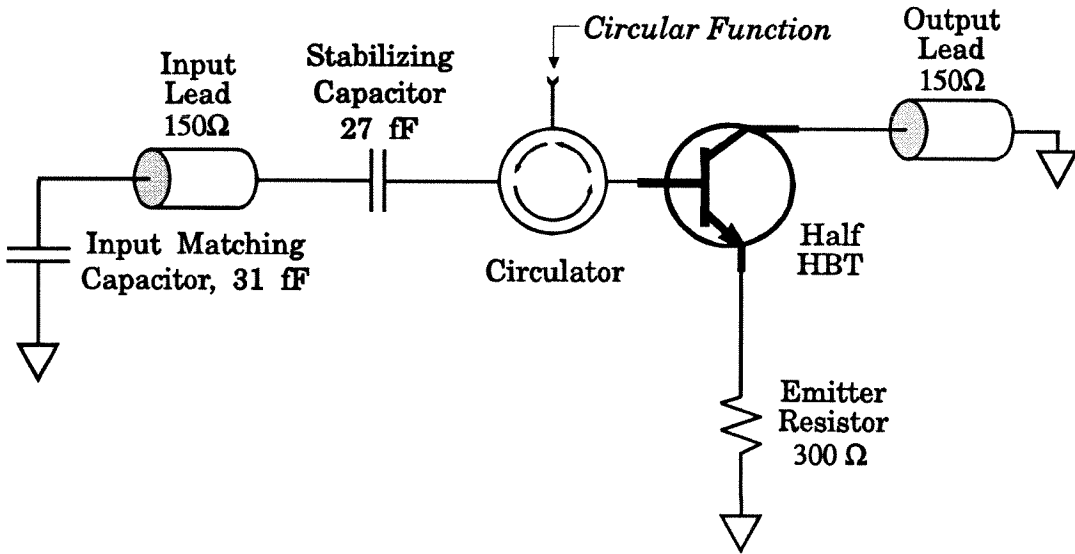 Circular Function
Output
Lead
150Ω
Input
Lead
150Ω
Stabilizing
Capacitor
27 fF
Input Matching
Capacitor, 31 fF
Circulator
Half
HBT
Emitter
Resistor
300 Ω